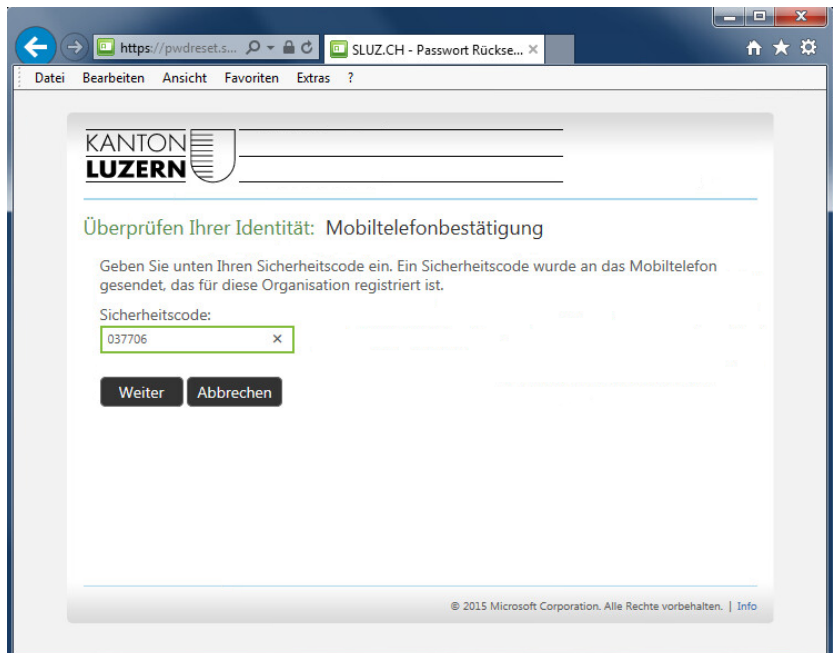 https://pwdreset.s...
SLUZ.CH - Passwort Rückse...
Datei Bearbeiten Ansicht Favoriten Extras ?
KANTON
LUZERN
Überprüfen Ihrer Identität: Mobiltelefonbestätigung
Geben Sie unten Ihren Sicherheitscode ein. Ein Sicherheitscode wurde an das Mobiltelefon
gesendet, das für diese Organisation registriert ist.
Sicherheitscode:
037706
Weiter Abbrechen
© 2015 Microsoft Corporation. Alle Rechte vorbehalten. | Info